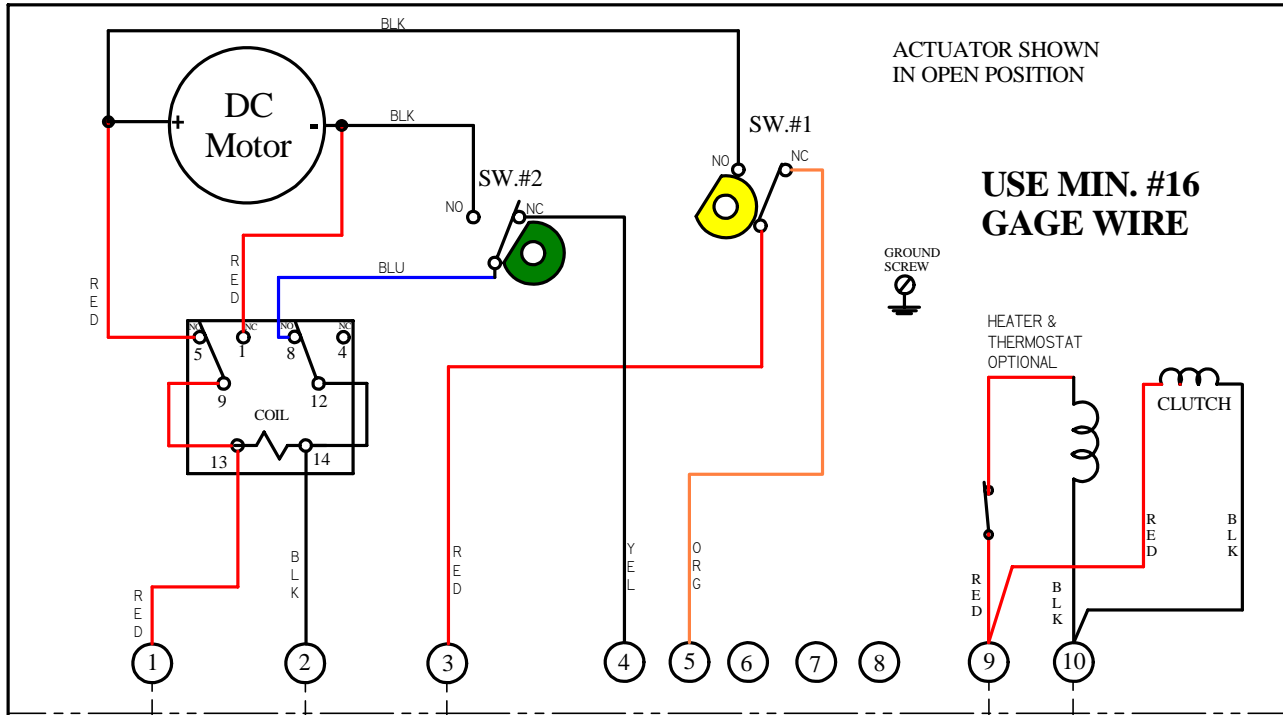 BLK
ACTUATOR SHOWN
IN OPEN POSITION
DC
Motor
+
-
BLK
SW.#1
NO
NC
SW.#2
NO
NC
USE MIN. #16
GAGE WIRE
RED
RED
BLU
GROUND
SCREW
NO
NC
NO
NC
5
1
8
4
HEATER &
THERMOSTAT
OPTIONAL
9
12
CLUTCH
COIL
13
14
RED
BLK
RED
BLK
RED
YEL
ORG
RED
BLK
1
2
3
4
5
6
7
8
9
10